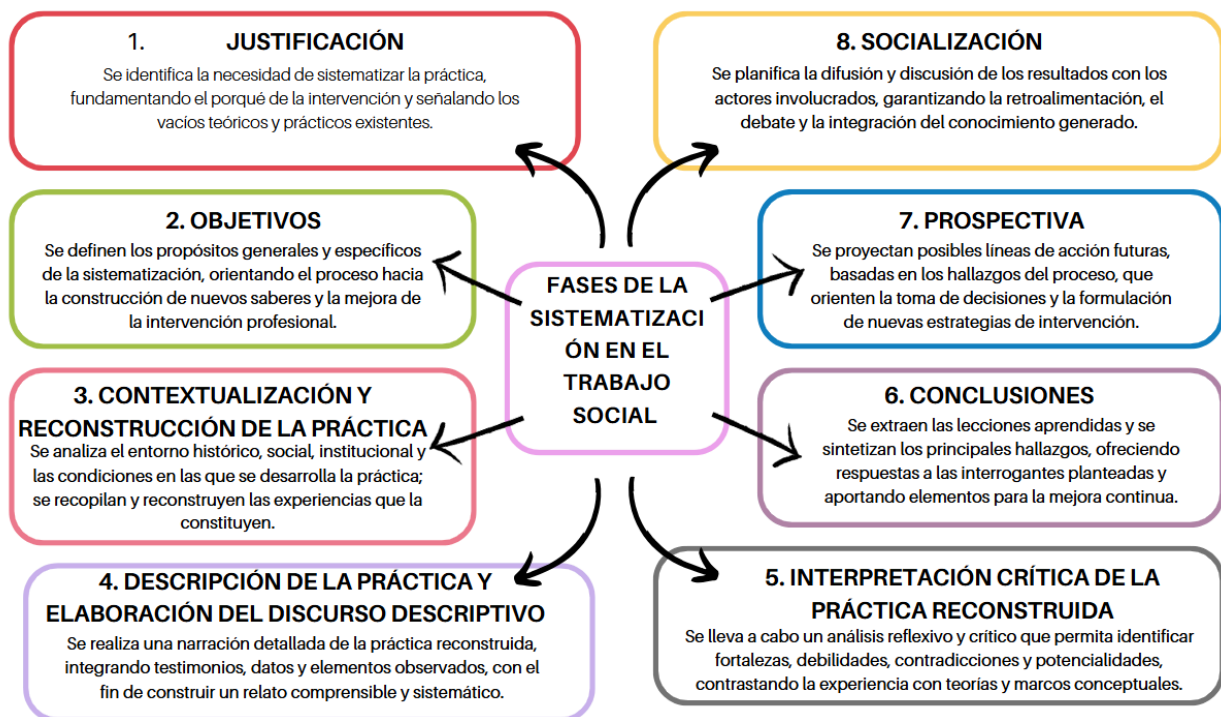 1. JUSTIFICACIÓN
Se identifica la necesidad de sistematizar la práctica,
fundamentando el porqué de la intervención y señalando los
vacíos teóricos y prácticos existentes.
2. OBJETIVOS
Se definen los propósitos generales y específicos
de la sistematización, orientando el proceso hacia
la construcción de nuevos saberes y la mejora de
la intervención profesional.
3. CONTEXTUALIZACIÓN Y
RECONSTRUCCIÓN DE LA PRÁCTICA
Se analiza el entorno histórico, social, institucional y
las condiciones en las que se desarrolla la práctica;
se recopilan y reconstruyen las experiencias que la
constituyen.
4. DESCRIPCIÓN DE LA PRÁCTICA Y
ELABORACIÓN DEL DISCURSO DESCRIPTIVO
Se realiza una narración detallada de la práctica reconstruida,
integrando testimonios, datos y elementos observados, con el
fin de construir un relato comprensible y sistemático.
FASES DE LA
SISTEMATIZACI
ÓN EN EL
TRABAJO
SOCIAL
8. SOCIALIZACIÓN
Se planifica la difusión y discusión de los resultados con los
actores involucrados, garantizando la retroalimentación, el
debate y la integración del conocimiento generado.
7. PROSPECTIVA
Se proyectan posibles líneas de acción futuras,
basadas en los hallazgos del proceso, que
orienten la toma de decisiones y la formulación
de nuevas estrategias de intervención.
6. CONCLUSIONES
Se extraen las lecciones aprendidas y se
sintetizan los principales hallazgos, ofreciendo
respuestas a las interrogantes planteadas y
aportando elementos para la mejora continua.
5. INTERPRETACIÓN CRÍTICA DE LA
PRÁCTICA RECONSTRUIDA
Se lleva a cabo un análisis reflexivo y crítico que permita identificar
fortalezas, debilidades, contradicciones y potencialidades,
contrastando la experiencia con teorías y marcos conceptuales.